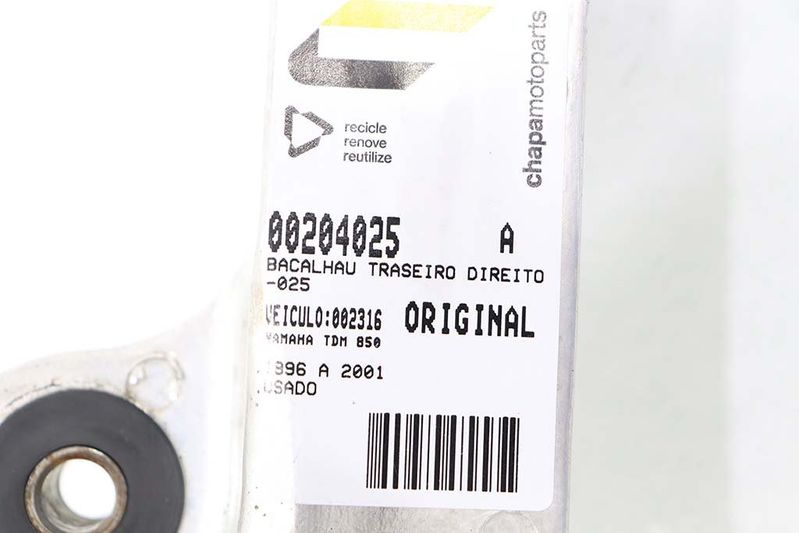 recicle
renove
reutilize
chapamotoparts
00204025 A
BACALHAU TRASEIRO DIREITO
-025
VEICULO:002316 ORIGINAL
YAMAHA TDM 850
1996 A 2001
USADO